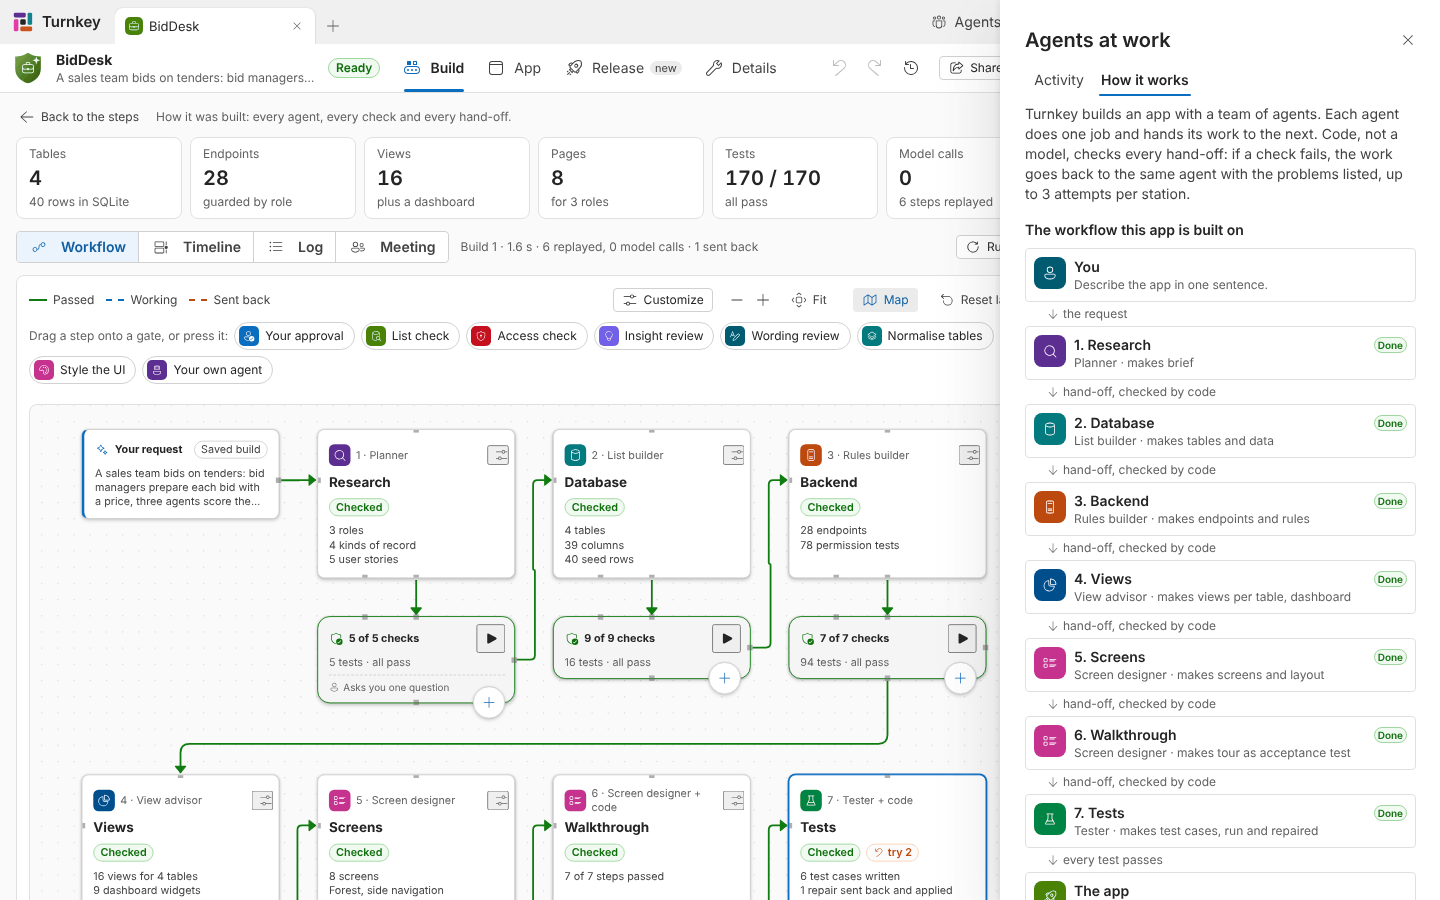 Turnkey
BidDesk
Agents
BidDesk
A sales team bids on tenders: bid managers...
Ready
Build
App
Release new
Details
Share
Back to the steps
How it was built: every agent, every check and every hand-off.
Tables
4
40 rows in SQLite
Endpoints
28
guarded by role
Views
16
plus a dashboard
Pages
8
for 3 roles
Tests
170 / 170
all pass
Model calls
0
6 steps replayed
Workflow
Timeline
Log
Meeting
Build 1 · 1.6 s · 6 replayed, 0 model calls · 1 sent back
Passed
Working
Sent back
Customize
Fit
Map
Drag a step onto a gate, or press it:
Your approval
List check
Access check
Insight review
Wording review
Normalise tables
Style the UI
Your own agent
Your request
Saved build
A sales team bids on tenders: bid
managers prepare each bid with
a price, three agents score the...
1 · Planner
Research
Checked
3 roles
4 kinds of record
5 user stories
5 of 5 checks
5 tests · all pass
Asks you one question
2 · List builder
Database
Checked
4 tables
39 columns
40 seed rows
9 of 9 checks
16 tests · all pass
3 · Rules builder
Backend
Checked
28 endpoints
78 permission tests
7 of 7 checks
94 tests · all pass
4 · View advisor
Views
Checked
16 views for 4 tables
9 dashboard widgets
5 · Screen designer
Screens
Checked
8 screens
Forest, side navigation
6 · Screen designer +
code
Walkthrough
Checked
7 of 7 steps passed
7 · Tester + code
Tests
Checked
try 2
6 test cases written
1 repair sent back and applied
Agents at work
Activity
How it works
Turnkey builds an app with a team of agents. Each agent
does one job and hands its work to the next. Code, not a
model, checks every hand-off: if a check fails, the work
goes back to the same agent with the problems listed, up
to 3 attempts per station.
The workflow this app is built on
You
Describe the app in one sentence.
the request
1. Research
Done
Planner · makes brief
hand-off, checked by code
2. Database
Done
List builder · makes tables and data
hand-off, checked by code
3. Backend
Done
Rules builder · makes endpoints and rules
hand-off, checked by code
4. Views
Done
View advisor · makes views per table, dashboard
hand-off, checked by code
5. Screens
Done
Screen designer · makes screens and layout
hand-off, checked by code
6. Walkthrough
Done
Screen designer · makes tour as acceptance test
hand-off, checked by code
7. Tests
Done
Tester · makes test cases, run and repaired
every test passes
The app